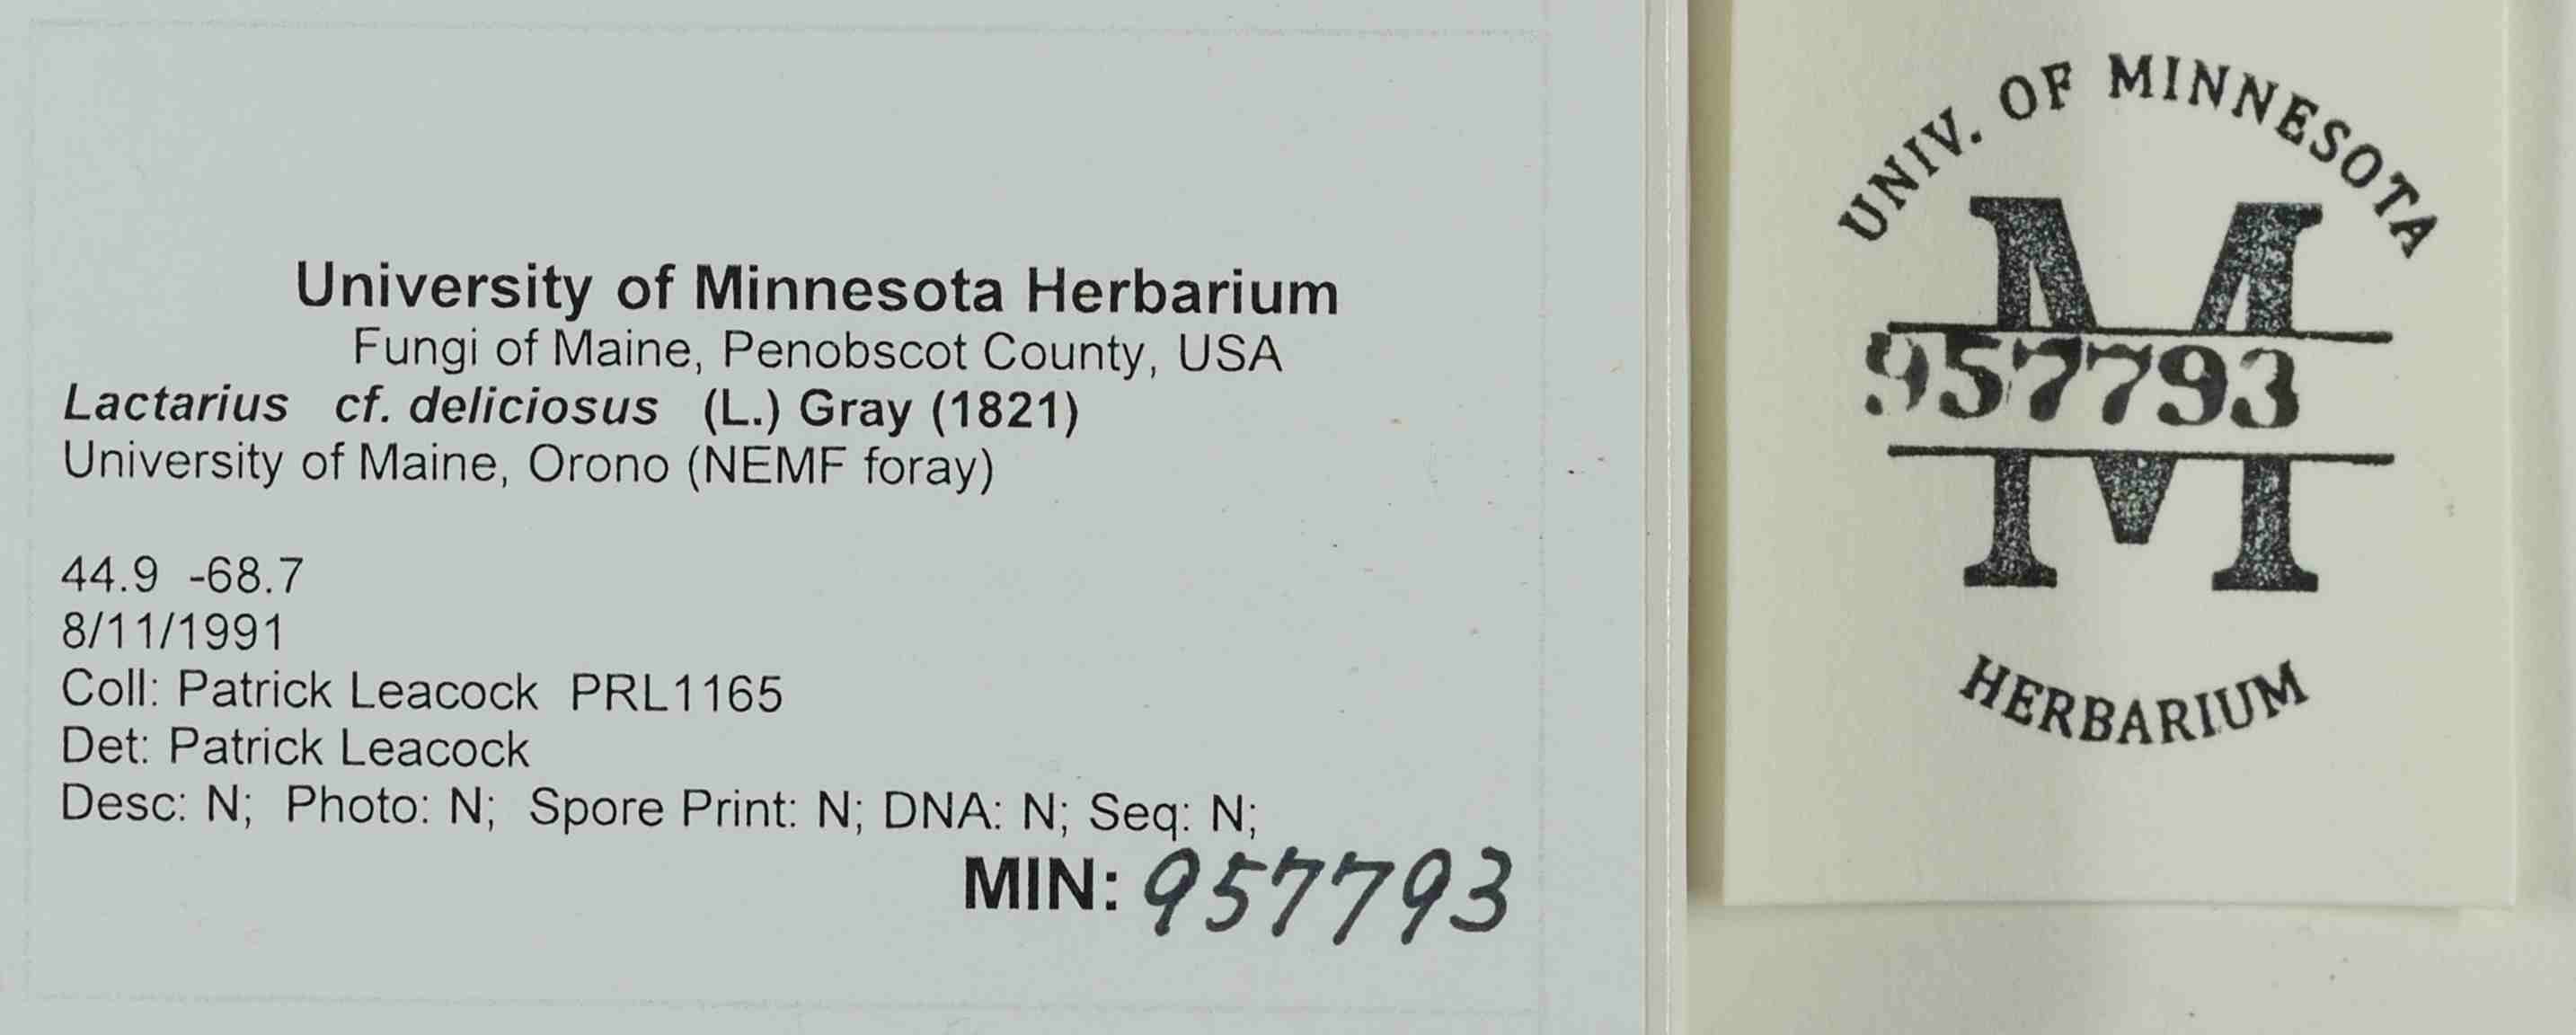 University of Minnesota Herbarium
Fungi of Maine, Penobscot County, USA
Lactarius cf. deliciosus (L.) Gray (1821)
University of Maine, Orono (NEMF foray)
44.9 -68.7
8/11/1991
Coll: Patrick Leacock PRL1165
Det: Patrick Leacock
Desc: N; Photo: N; Spore Print: N; DNA: N; Seq: N;
MIN: 957793
UNIV. OF MINNESOTA
M
957793
HERBARIUM